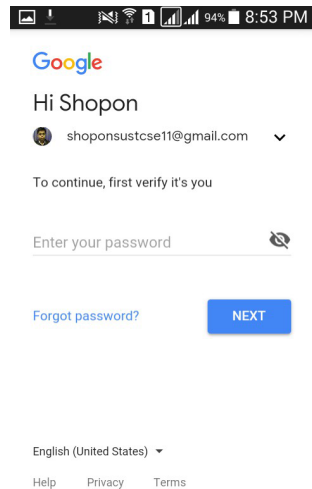 1 94% 8:53 PM
Google
Hi Shopon
shoponsustcse11@gmail.com
To continue, first verify it's you
Enter your password
Forgot password? NEXT
English (United States)
Help Privacy Terms